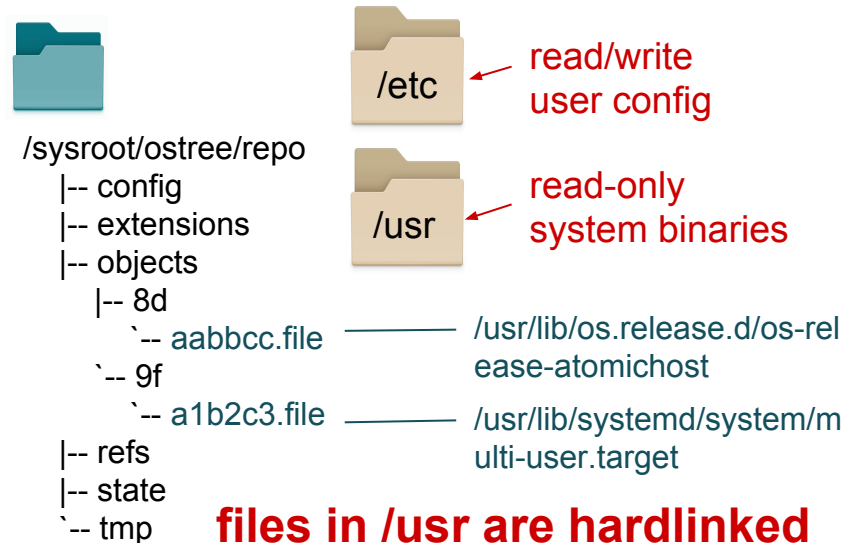 /etc
read/write
user config
/sysroot/ostree/repo
|-- config
|-- extensions
|-- objects
|-- 8d
`-- aabbcc.file
`-- 9f
`-- a1b2c3.file
|-- refs
|-- state
`-- tmp
/usr
read-only
system binaries
/usr/lib/os.release.d/os-rel
ease-atomichost
/usr/lib/systemd/system/m
ulti-user.target
files in /usr are hardlinked